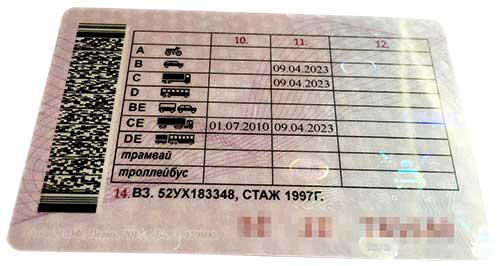 10. 11. 12.
A
B 09.04.2023
C 09.04.2023
D
BE
CE 01.07.2010 09.04.2023
DE
трамвай
троллейбус
14. ВЗ. 52УХ183348, СТАЖ 1997Г.